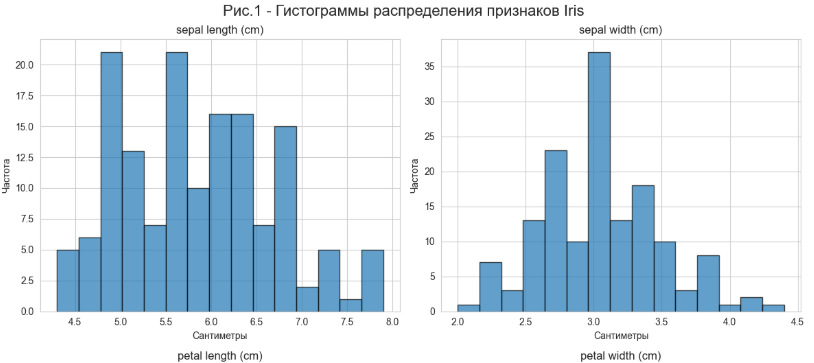 Рис.1 - Гистограммы распределения признаков Iris
sepal length (cm)
sepal width (cm)
Частота
20.0
17.5
15.0
12.5
10.0
7.5
5.0
2.5
0.0
4.5 5.0 5.5 6.0 6.5 7.0 7.5 8.0
Сантиметры
Частота
35
30
25
20
15
10
5
0
2.0 2.5 3.0 3.5 4.0 4.5
Сантиметры
petal length (cm)
petal width (cm)